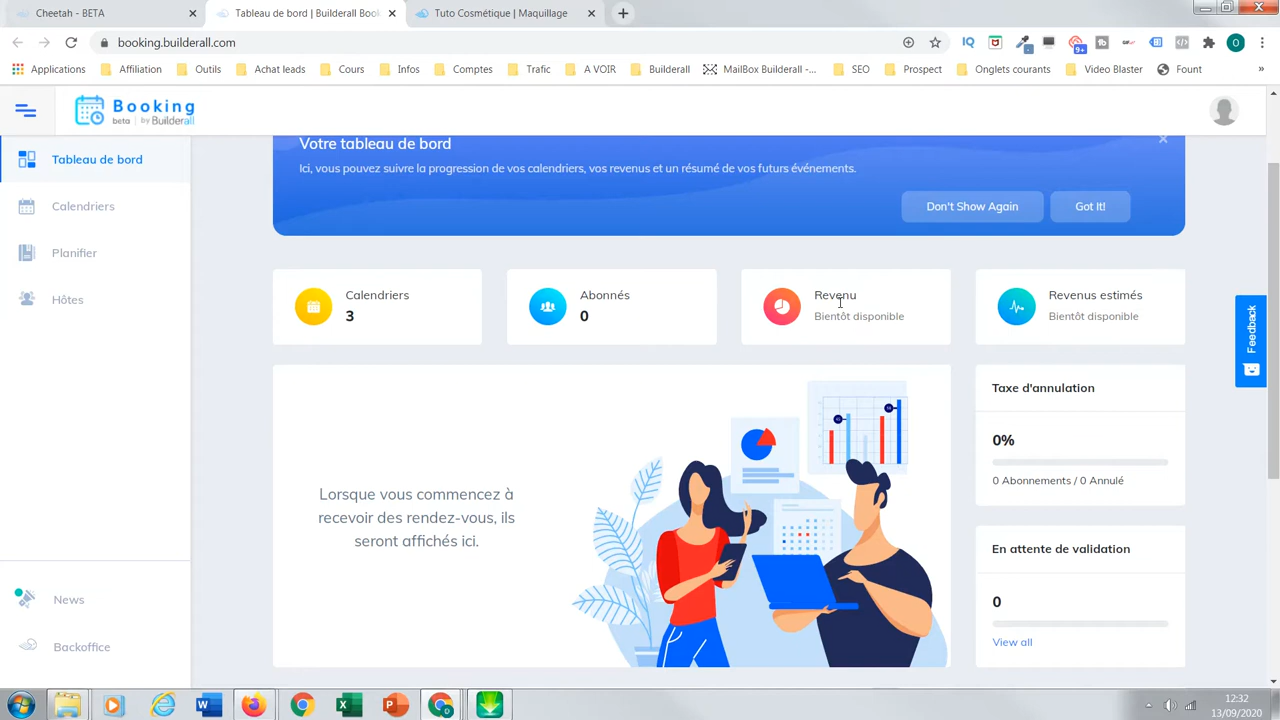 Cheetah - BETA
Tableau de bord | Builderall Book
Tuto Cosmétique | Maquillage
booking.builderall.com
Applications
Affiliation
Outils
Achat leads
Cours
Infos
Comptes
Trafic
A VOIR
Builderall
MailBox Builderall -...
SEO
Prospect
Onglets courants
Video Blaster
Fount
Booking
beta | by Builderall
Tableau de bord
Calendriers
Planifier
Hôtes
News
Backoffice
Votre tableau de bord
Ici, vous pouvez suivre la progression de vos calendriers, vos revenus et un résumé de vos futurs événements.
Don't Show Again
Got It!
Calendriers
3
Abonnés
0
Revenu
Bientôt disponible
Revenus estimés
Bientôt disponible
Lorsque vous commencez à
recevoir des rendez-vous, ils
seront affichés ici.
Taxe d'annulation
0%
0 Abonnements / 0 Annulé
En attente de validation
0
View all
Feedback
12:32
13/09/2020